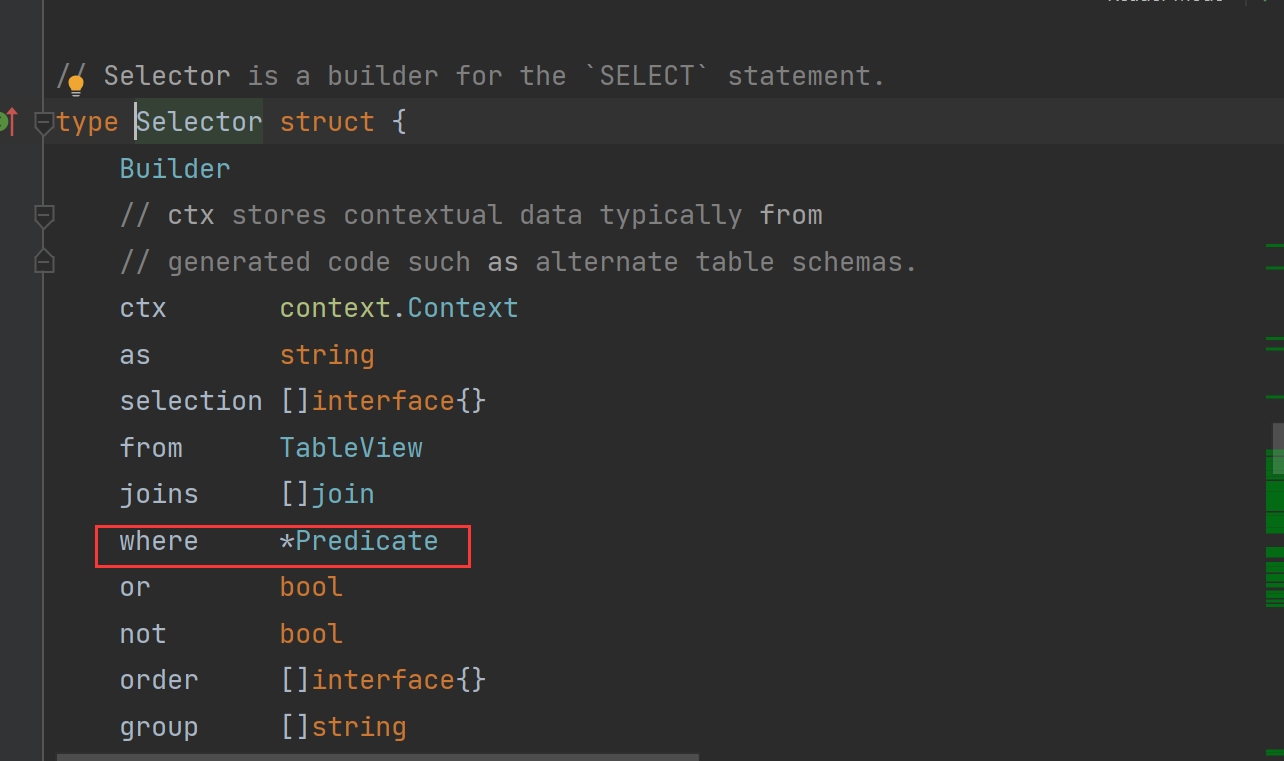 // Selector is a builder for the `SELECT` statement.
type Selector struct {
Builder
// ctx stores contextual data typically from
// generated code such as alternate table schemas.
ctx context.Context
as string
selection []interface{}
from TableView
joins []join
where *Predicate
or bool
not bool
order []interface{}
group []string